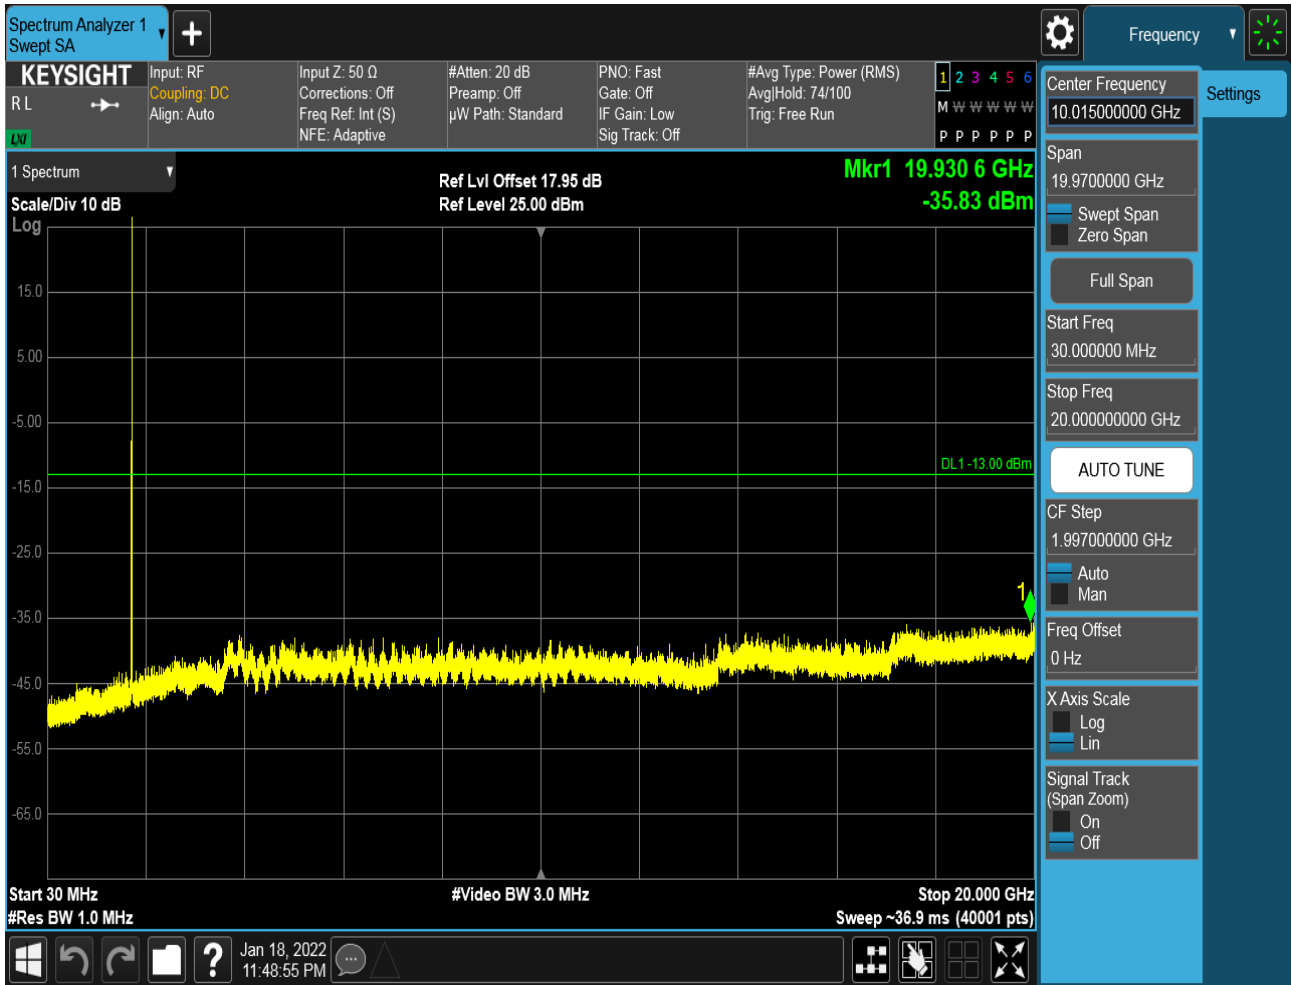 Spectrum Analyzer 1
Swept SA
Frequency
KEYSIGHT
R L
LXI
Input: RF
Coupling: DC
Align: Auto
Input Z: 50 Ω
Corrections: Off
Freq Ref: Int (S)
NFE: Adaptive
#Atten: 20 dB
Preamp: Off
µW Path: Standard
PNO: Fast
Gate: Off
IF Gain: Low
Sig Track: Off
#Avg Type: Power (RMS)
Avg|Hold: 74/100
Trig: Free Run
1 2 3 4 5 6
M W W W W W
P P P P P P
1 Spectrum
Scale/Div 10 dB
Log
Ref Lvl Offset 17.95 dB
Ref Level 25.00 dBm
Mkr1 19.930 6 GHz
-35.83 dBm
15.0
5.00
-5.00
-15.0
-25.0
-35.0
-45.0
-55.0
-65.0
DL1 -13.00 dBm
1
Start 30 MHz
#Res BW 1.0 MHz
#Video BW 3.0 MHz
Stop 20.000 GHz
Sweep ~36.9 ms (40001 pts)
Jan 18, 2022
11:48:55 PM
?
Center Frequency
10.015000000 GHz
Settings
Span
19.9700000 GHz
Swept Span
Zero Span
Full Span
Start Freq
30.000000 MHz
Stop Freq
20.000000000 GHz
AUTO TUNE
CF Step
1.997000000 GHz
Auto
Man
Freq Offset
0 Hz
X Axis Scale
Log
Lin
Signal Track
(Span Zoom)
On
Off